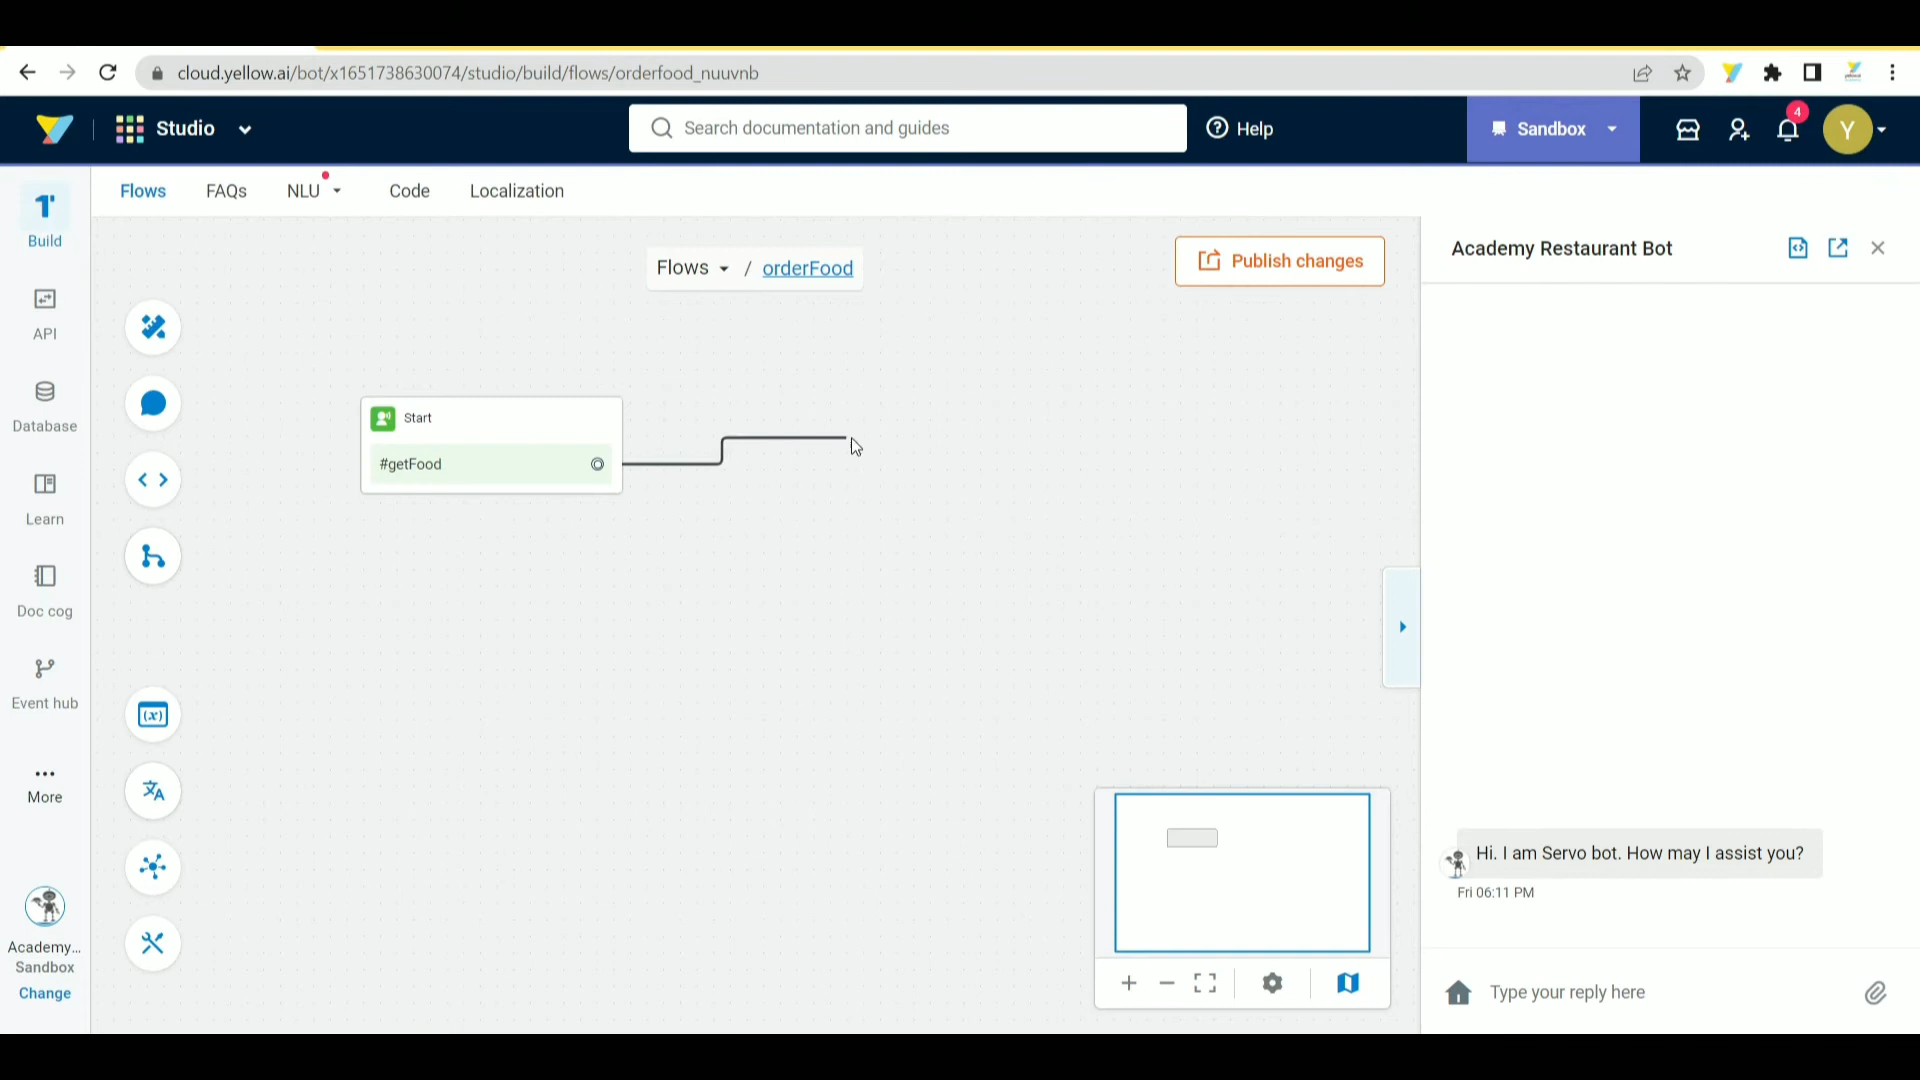 cloud.yellow.ai/bot/x1651738630074/studio/build/flows/orderfood_nuuvnb
Studio
Search documentation and guides
Help
Sandbox
4
Y
Flows
FAQs
NLU
Code
Localization
Build
API
Database
Learn
Doc cog
Event hub
More
Academy...
Sandbox
Change
Flows / orderFood
Publish changes
Start
#getFood
Academy Restaurant Bot
Hi. I am Servo bot. How may I assist you?
Fri 06:11 PM
Type your reply here